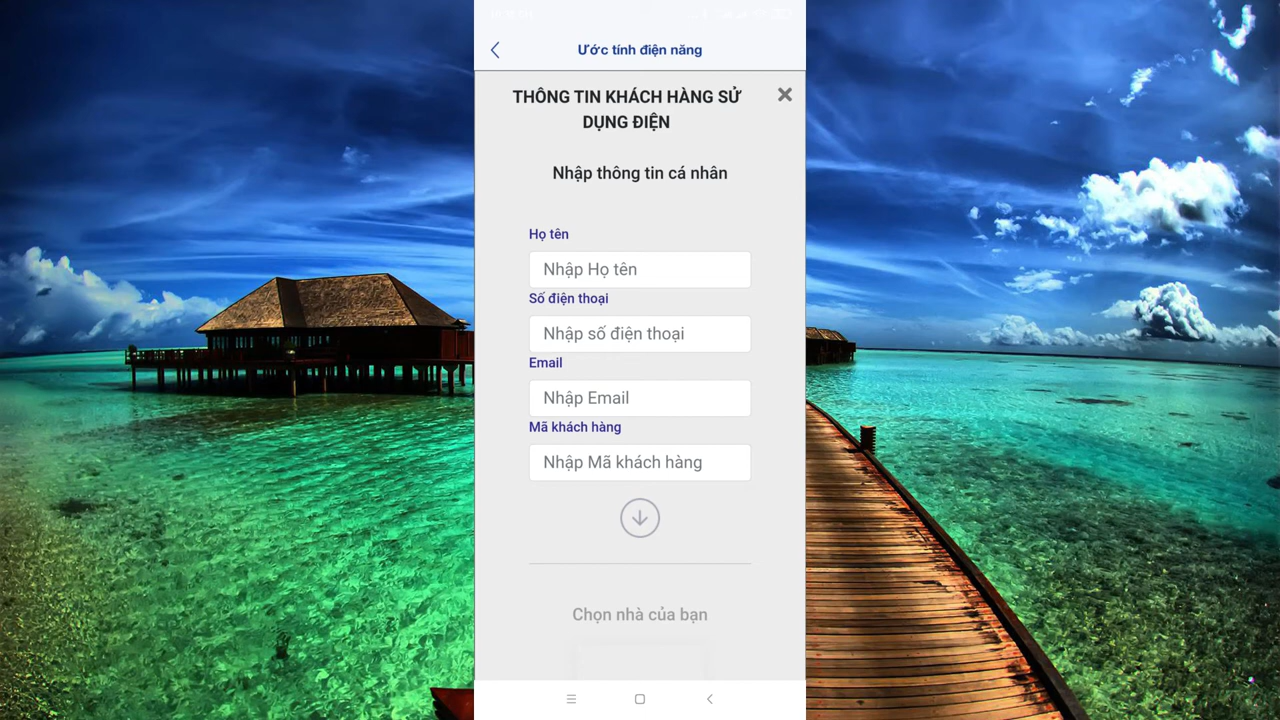 Ước tính điện năng
THÔNG TIN KHÁCH HÀNG SỬ
DỤNG ĐIỆN
Nhập thông tin cá nhân
Họ tên
Nhập Họ tên
Số điện thoại
Nhập số điện thoại
Email
Nhập Email
Mã khách hàng
Nhập Mã khách hàng
Chọn nhà của bạn